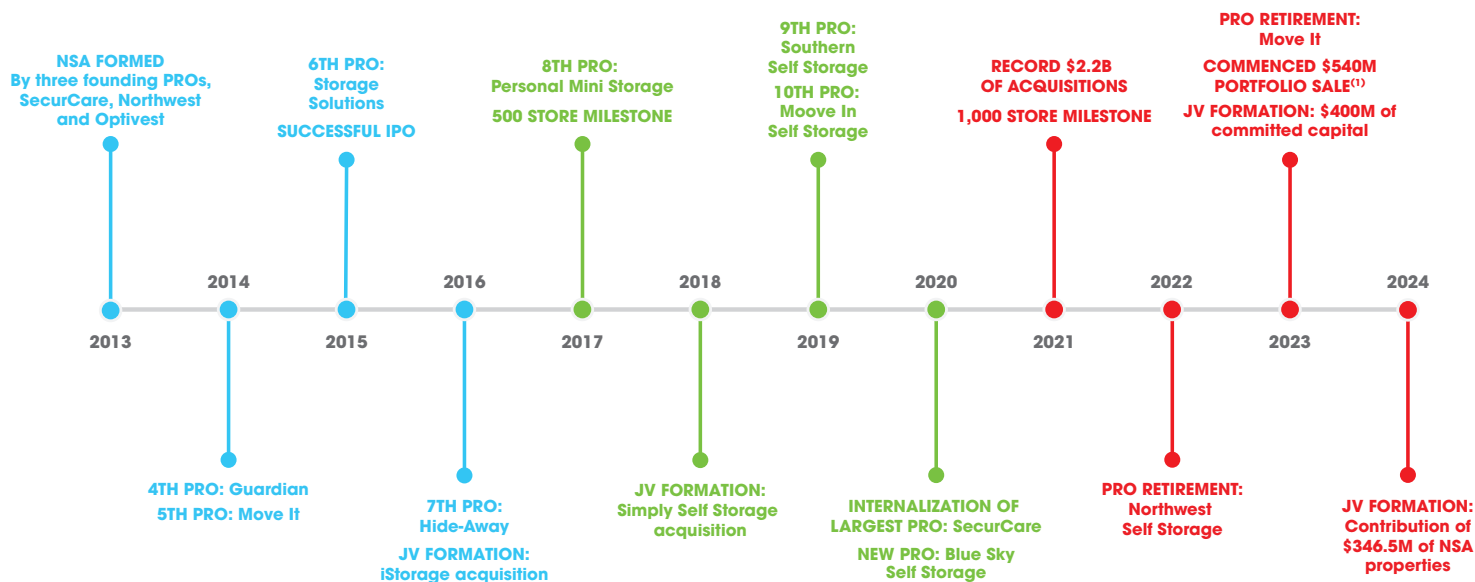 NSA FORMED
By three founding PROs,
SecurCare, Northwest
and Optivest
6TH PRO:
Storage
Solutions
SUCCESSFUL IPO
8TH PRO:
Personal Mini Storage
500 STORE MILESTONE
9TH PRO:
Southern
Self Storage
10TH PRO:
Moove In
Self Storage
RECORD $2.2B
OF ACQUISITIONS
1,000 STORE MILESTONE
PRO RETIREMENT:
Move It
COMMENCED $540M
PORTFOLIO SALE(1)
JV FORMATION: $400M of
committed capital
2014
2016
2018
2020
2022
2024
2013
2015
2017
2019
2021
2023
4TH PRO: Guardian
5TH PRO: Move It
7TH PRO:
Hide-Away
JV FORMATION:
iStorage acquisition
JV FORMATION:
Simply Self Storage
acquisition
INTERNALIZATION OF
LARGEST PRO: SecurCare
NEW PRO: Blue Sky
Self Storage
PRO RETIREMENT:
Northwest
Self Storage
JV FORMATION:
Contribution of
$346.5M of NSA
properties